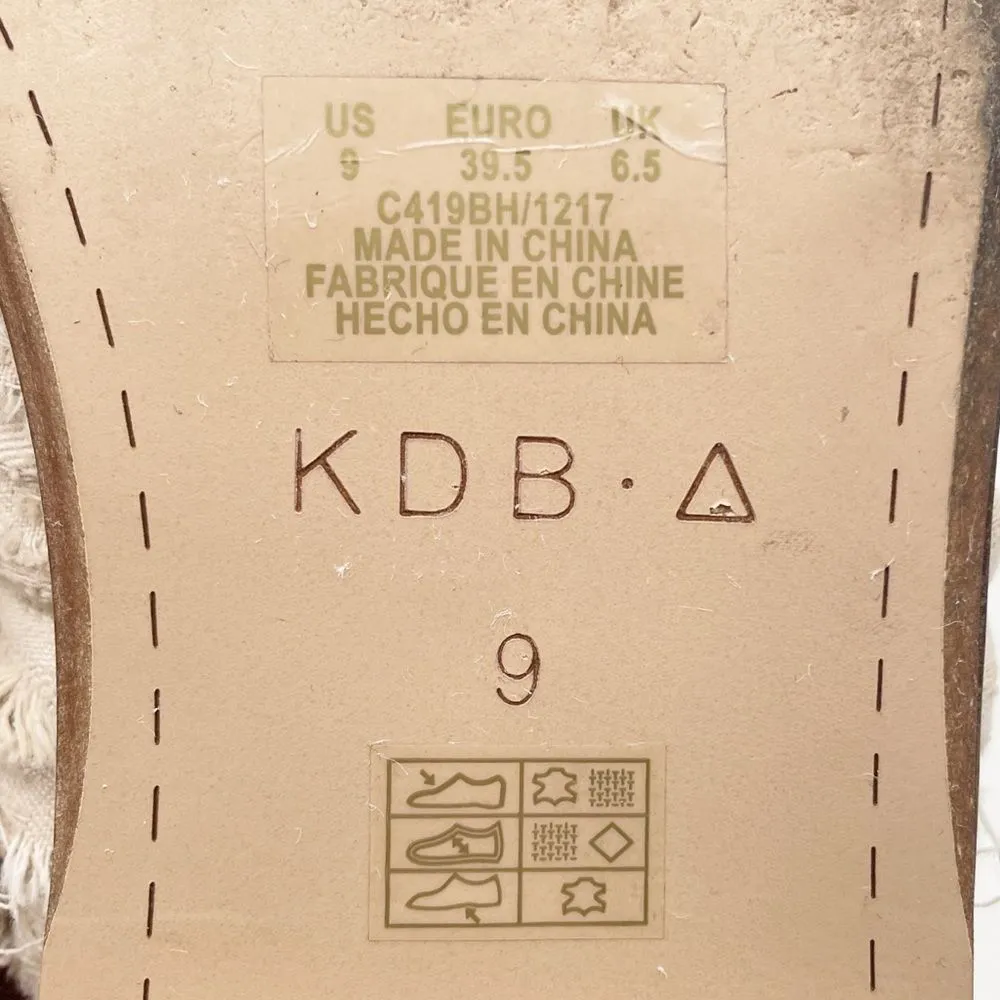 US EURO UK
9 39.5 6.5
C419BH/1217
MADE IN CHINA
FABRIQUE EN CHINE
HECHO EN CHINA
KDB·Δ
9